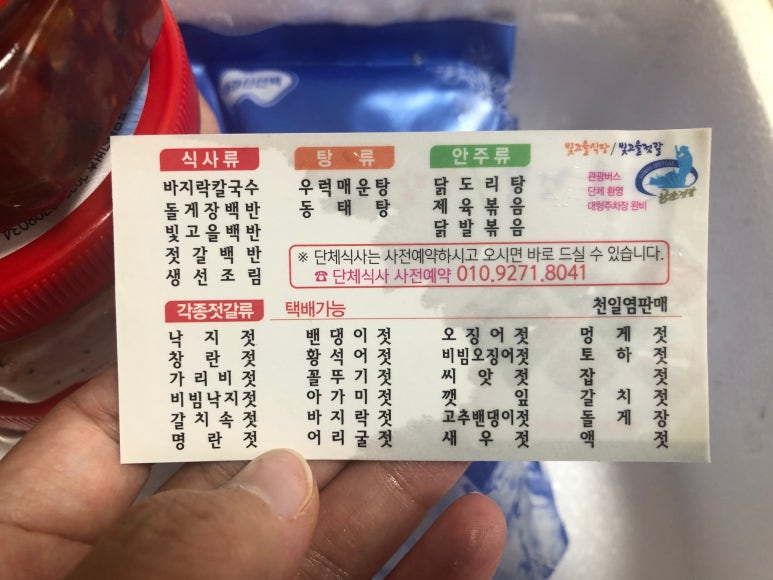 식사류
바지락칼국수
돌게장백반
빛고을백반
젓갈백반
생선조림
탕류
우럭매운탕
동태탕
안주류
닭도리탕
제육볶음
닭발볶음
빛고을식당/빛고을젓갈
관광버스
단체 환영
대형주차장 완비
곰소젓갈
※ 단체식사는 사전예약하시고 오시면 바로 드실 수 있습니다.
☎ 단체식사 사전예약 010.9271.8041
각종젓갈류 택배가능 천일염판매
낙지젓 밴댕이젓 오징어젓 멍게젓
창란젓 황석어젓 비빔오징어젓 토하젓
가리비젓 꼴뚜기젓 씨앗젓 잡젓
비빔낙지젓 아가미젓 깻잎 갈치젓
갈치속젓 바지락젓 고추밴댕이젓 돌게장
명란젓 어리굴젓 새우젓 액젓